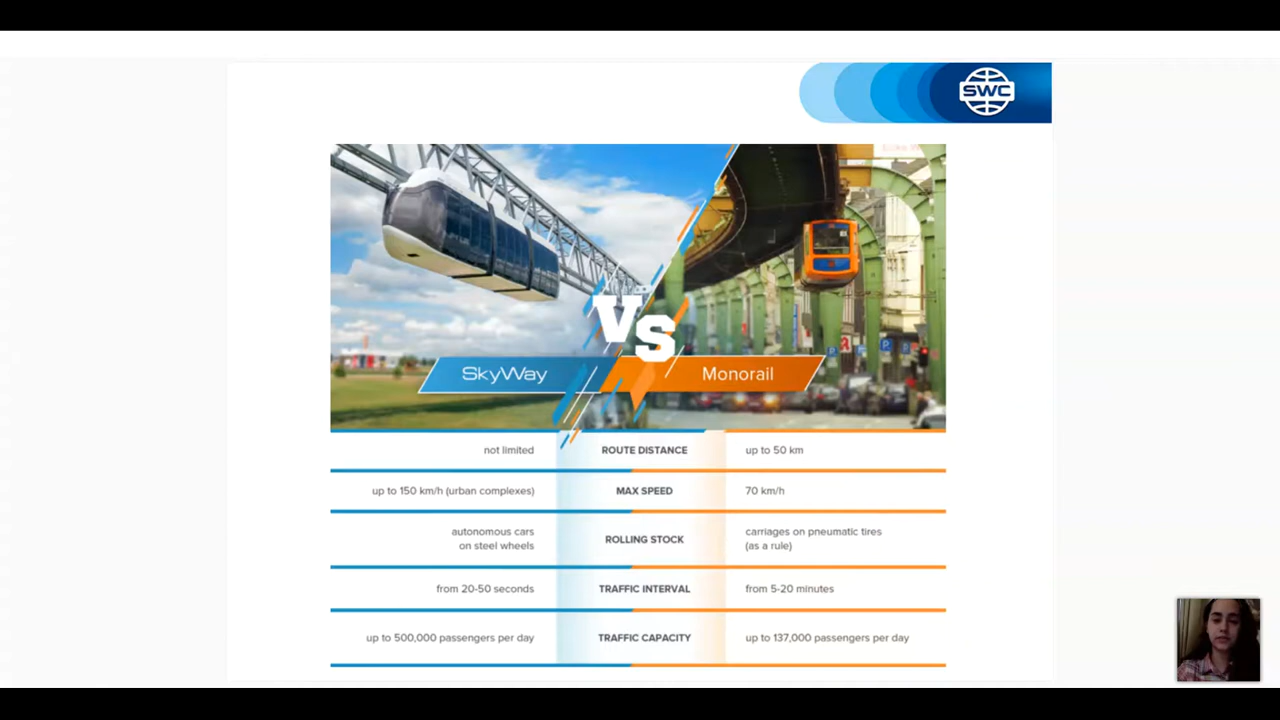 SWC
VS
SkyWay
Monorail
not limited
ROUTE DISTANCE
up to 50 km
up to 150 km/h (urban complexes)
MAX SPEED
70 km/h
autonomous cars
on steel wheels
ROLLING STOCK
carriages on pneumatic tires
(as a rule)
from 20-50 seconds
TRAFFIC INTERVAL
from 5-20 minutes
up to 500,000 passengers per day
TRAFFIC CAPACITY
up to 137,000 passengers per day